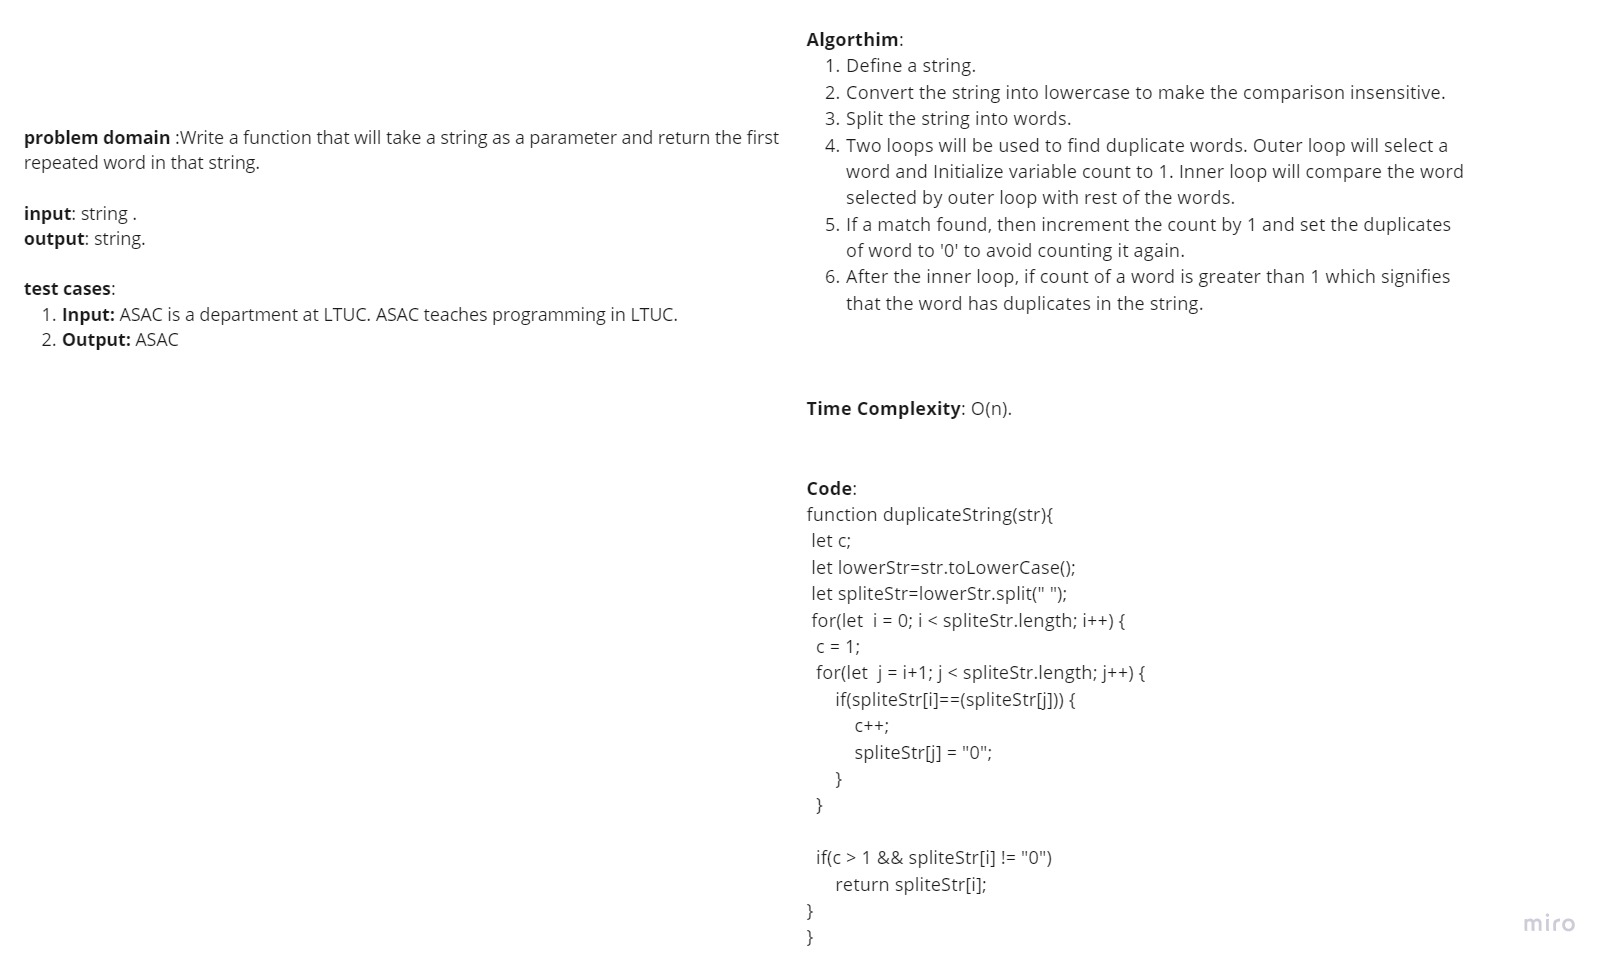 problem domain :Write a function that will take a string as a parameter and return the first
repeated word in that string.
input: string .
output: string.
test cases:
1. Input: ASAC is a department at LTUC. ASAC teaches programming in LTUC.
2. Output: ASAC
Algorthim:
1. Define a string.
2. Convert the string into lowercase to make the comparison insensitive.
3. Split the string into words.
4. Two loops will be used to find duplicate words. Outer loop will select a
word and Initialize variable count to 1. Inner loop will compare the word
selected by outer loop with rest of the words.
5. If a match found, then increment the count by 1 and set the duplicates
of word to '0' to avoid counting it again.
6. After the inner loop, if count of a word is greater than 1 which signifies
that the word has duplicates in the string.
Time Complexity: O(n).
Code:
function duplicateString(str){
let c;
let lowerStr=str.toLowerCase();
let spliteStr=lowerStr.split(" ");
for(let  i = 0; i < spliteStr.length; i++) {
c = 1;
for(let  j = i+1; j < spliteStr.length; j++) {
if(spliteStr[i]==(spliteStr[j])) {
c++;
spliteStr[j] = "0";
}
}
if(c > 1 && spliteStr[i] != "0")
return spliteStr[i];
}
}
miro